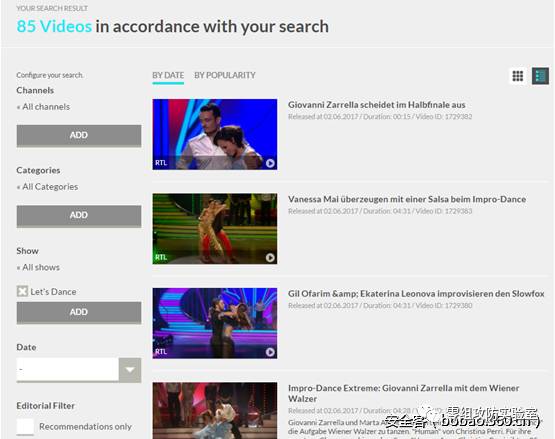 YOUR SEARCH RESULT
85 Videos in accordance with your search
Configure your search.
Channels
« All channels
ADD
Categories
« All Categories
ADD
Show
« All shows
Let's Dance
ADD
Date
-
Editorial Filter
Recommendations only
BY DATE BY POPULARITY
RTL
Giovanni Zarrella scheidet im Halbfinale aus
Released at 02.06.2017 / Duration: 00:15 / Video ID: 1729382
RTL
Vanessa Mai überzeugen mit einer Salsa beim Impro-Dance
Released at 02.06.2017 / Duration: 04:31 / Video ID: 1729383
RTL
Gil Ofarim &amp; Ekaterina Leonova improvisieren den Slowfox
Released at 02.06.2017 / Duration: 04:31 / Video ID: 1729380
Impro-Dance Extreme: Giovanni Zarrella mit dem Wiener
Walzer
Released at 02.06.2017 / Duration: 04:28 /
Giovanni Zarrella und Marta
die Aufgabe Wiener Walzer zu tanzen. "Human" von Christina Perri. Für ihre
雷组攻防实验室
安全客 ( bobao.360.cn )